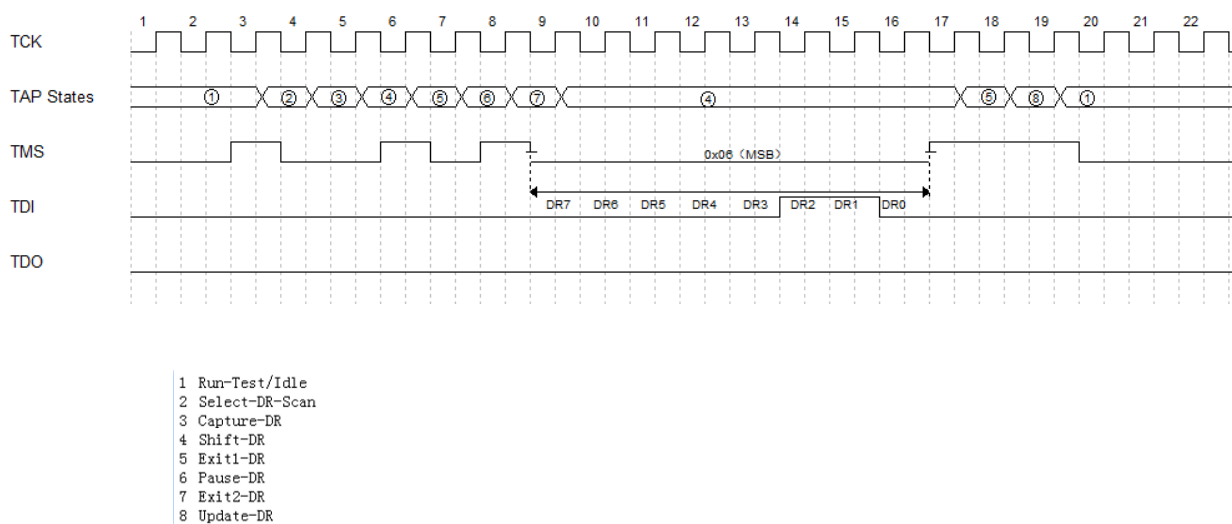 1 2 3 4 5 6 7 8 9 10 11 12 13 14 15 16 17 18 19 20 21 22
TCK
TAP States ① ② ③ ④ ⑤ ⑥ ⑦ ④ ⑤ ⑧ ①
TMS 0x06（MSB）
TDI DR7 DR6 DR5 DR4 DR3 DR2 DR1 DR0
TDO
1 Run-Test/Idle
2 Select-DR-Scan
3 Capture-DR
4 Shift-DR
5 Exit1-DR
6 Pause-DR
7 Exit2-DR
8 Update-DR